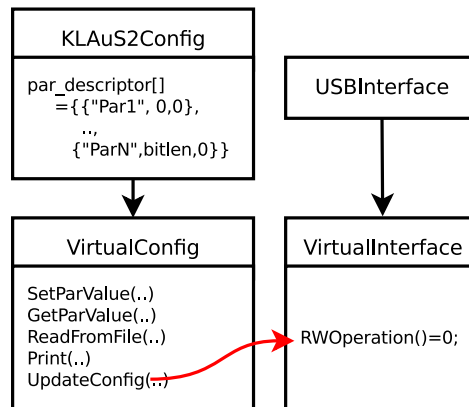 KLAuS2Config
par_descriptor[]
={{"Par1", 0,0},
..,
{"ParN",bitlen,0}}
USBInterface
VirtualConfig
SetParValue(..)
GetParValue(..)
ReadFromFile(..)
Print(..)
UpdateConfig(..)
VirtualInterface
RWOperation()=0;